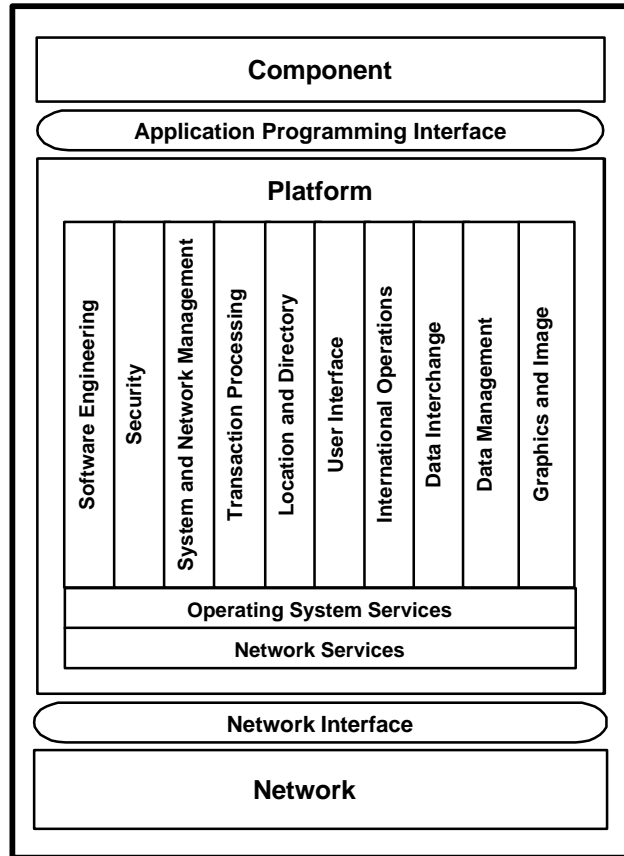 Component
Application Programming Interface
Platform
Software Engineering
Security
System and Network Management
Transaction Processing
Location and Directory
User Interface
International Operations
Data Interchange
Data Management
Graphics and Image
Operating System Services
Network Services
Network Interface
Network